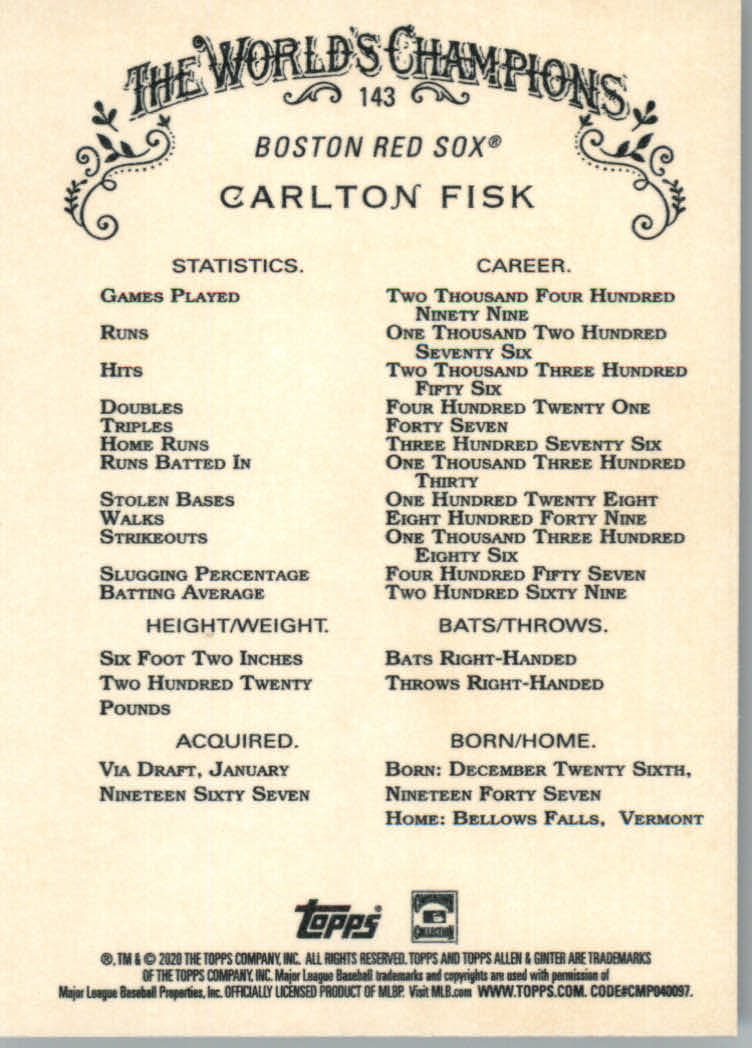 THE WORLD'S CHAMPIONS
143
BOSTON RED SOX®
CARLTON FISK
STATISTICS. CAREER.
GAMES PLAYED TWO THOUSAND FOUR HUNDRED
NINETY NINE
RUNS ONE THOUSAND TWO HUNDRED
SEVENTY SIX
HITS TWO THOUSAND THREE HUNDRED
FIFTY SIX
DOUBLES FOUR HUNDRED TWENTY ONE
TRIPLES FORTY SEVEN
HOME RUNS THREE HUNDRED SEVENTY SIX
RUNS BATTED IN ONE THOUSAND THREE HUNDRED
THIRTY
STOLEN BASES ONE HUNDRED TWENTY EIGHT
WALKS EIGHT HUNDRED FORTY NINE
STRIKEOUTS ONE THOUSAND THREE HUNDRED
EIGHTY SIX
SLUGGING PERCENTAGE FOUR HUNDRED FIFTY SEVEN
BATTING AVERAGE TWO HUNDRED SIXTY NINE
HEIGHT/WEIGHT. BATS/THROWS.
SIX FOOT TWO INCHES BATS RIGHT-HANDED
TWO HUNDRED TWENTY THROWS RIGHT-HANDED
POUNDS
ACQUIRED. BORN/HOME.
VIA DRAFT, JANUARY BORN: DECEMBER TWENTY SIXTH,
NINETEEN SIXTY SEVEN NINETEEN FORTY SEVEN
HOME: BELLOWS FALLS, VERMONT
topps® COOPERSTOWN
COLLECTION
®, TM & © 2020 THE TOPPS COMPANY, INC. ALL RIGHTS RESERVED. TOPPS AND TOPPS ALLEN & GINTER ARE TRADEMARKS
OF THE TOPPS COMPANY, INC. Major League Baseball trademarks and copyrights are used with permission of
Major League Baseball Properties, Inc. OFFICIALLY LICENSED PRODUCT OF MLBP. Visit MLB.com WWW.TOPPS.COM. CODE#CMP040097.